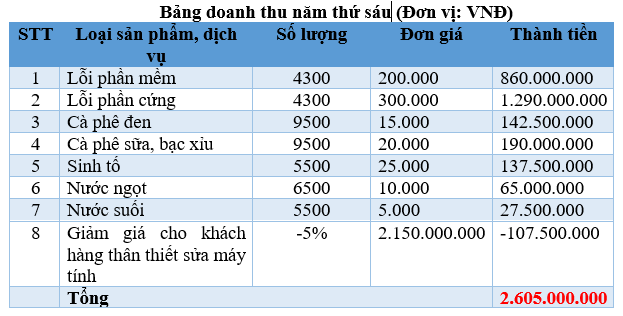 Bảng doanh thu năm thứ sáu (Đơn vị: VNĐ)
STT Loại sản phẩm, dịch vụ Số lượng Đơn giá Thành tiền
1 Lỗi phần mềm 4300 200.000 860.000.000
2 Lỗi phần cứng 4300 300.000 1.290.000.000
3 Cà phê đen 9500 15.000 142.500.000
4 Cà phê sữa, bạc xỉu 9500 20.000 190.000.000
5 Sinh tố 5500 25.000 137.500.000
6 Nước ngọt 6500 10.000 65.000.000
7 Nước suối 5500 5.000 27.500.000
8 Giảm giá cho khách -5% 2.150.000.000 -107.500.000
hàng thân thiết sửa máy
tính
Tổng 2.605.000.000